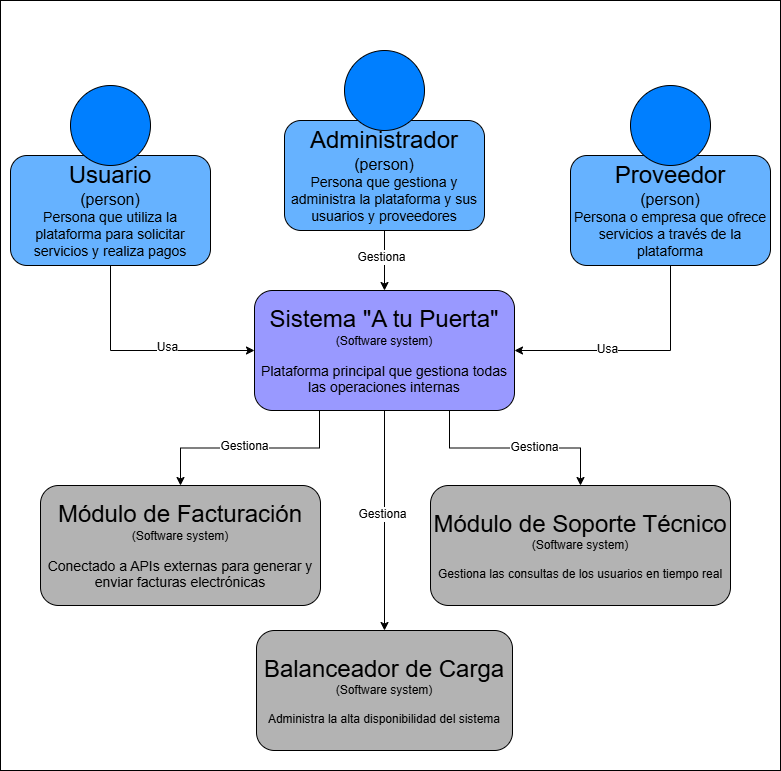 Administrador
(person)
Persona que gestiona y
administra la plataforma y sus
usuarios y proveedores
Usuario
(person)
Persona que utiliza la
plataforma para solicitar
servicios y realiza pagos
Proveedor
(person)
Persona o empresa que ofrece
servicios a través de la
plataforma
Gestiona
Usa
Usa
Sistema "A tu Puerta"
(Software system)
Plataforma principal que gestiona todas
las operaciones internas
Gestiona
Gestiona
Gestiona
Módulo de Facturación
(Software system)
Conectado a APIs externas para generar y
enviar facturas electrónicas
Módulo de Soporte Técnico
(Software system)
Gestiona las consultas de los usuarios en tiempo real
Balanceador de Carga
(Software system)
Administra la alta disponibilidad del sistema